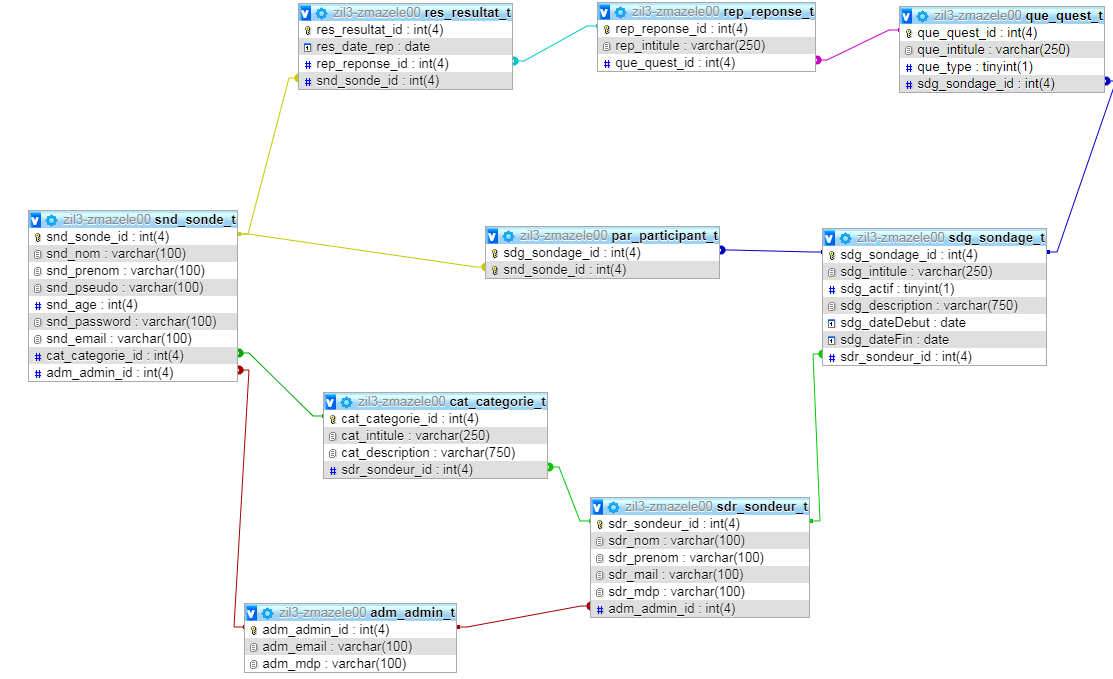 zil3-zmazele00 res_resultat_t
res_resultat_id : int(4)
res_date_rep : date
rep_reponse_id : int(4)
snd_sonde_id : int(4)
zil3-zmazele00 rep_reponse_t
rep_reponse_id : int(4)
rep_intitule : varchar(250)
que_quest_id : int(4)
zil3-zmazele00 que_quest_t
que_quest_id : int(4)
que_intitule : varchar(250)
que_type : tinyint(1)
sdg_sondage_id : int(4)
zil3-zmazele00 snd_sonde_t
snd_sonde_id : int(4)
snd_nom : varchar(100)
snd_prenom : varchar(100)
snd_pseudo : varchar(100)
snd_age : int(4)
snd_password : varchar(100)
snd_email : varchar(100)
cat_categorie_id : int(4)
adm_admin_id : int(4)
zil3-zmazele00 par_participant_t
sdg_sondage_id : int(4)
snd_sonde_id : int(4)
zil3-zmazele00 sdg_sondage_t
sdg_sondage_id : int(4)
sdg_intitule : varchar(250)
sdg_actif : tinyint(1)
sdg_description : varchar(750)
sdg_dateDebut : date
sdg_dateFin : date
sdr_sondeur_id : int(4)
zil3-zmazele00 cat_categorie_t
cat_categorie_id : int(4)
cat_intitule : varchar(250)
cat_description : varchar(750)
sdr_sondeur_id : int(4)
zil3-zmazele00 sdr_sondeur_t
sdr_sondeur_id : int(4)
sdr_nom : varchar(100)
sdr_prenom : varchar(100)
sdr_mail : varchar(100)
sdr_mdp : varchar(100)
adm_admin_id : int(4)
zil3-zmazele00 adm_admin_t
adm_admin_id : int(4)
adm_email : varchar(100)
adm_mdp : varchar(100)